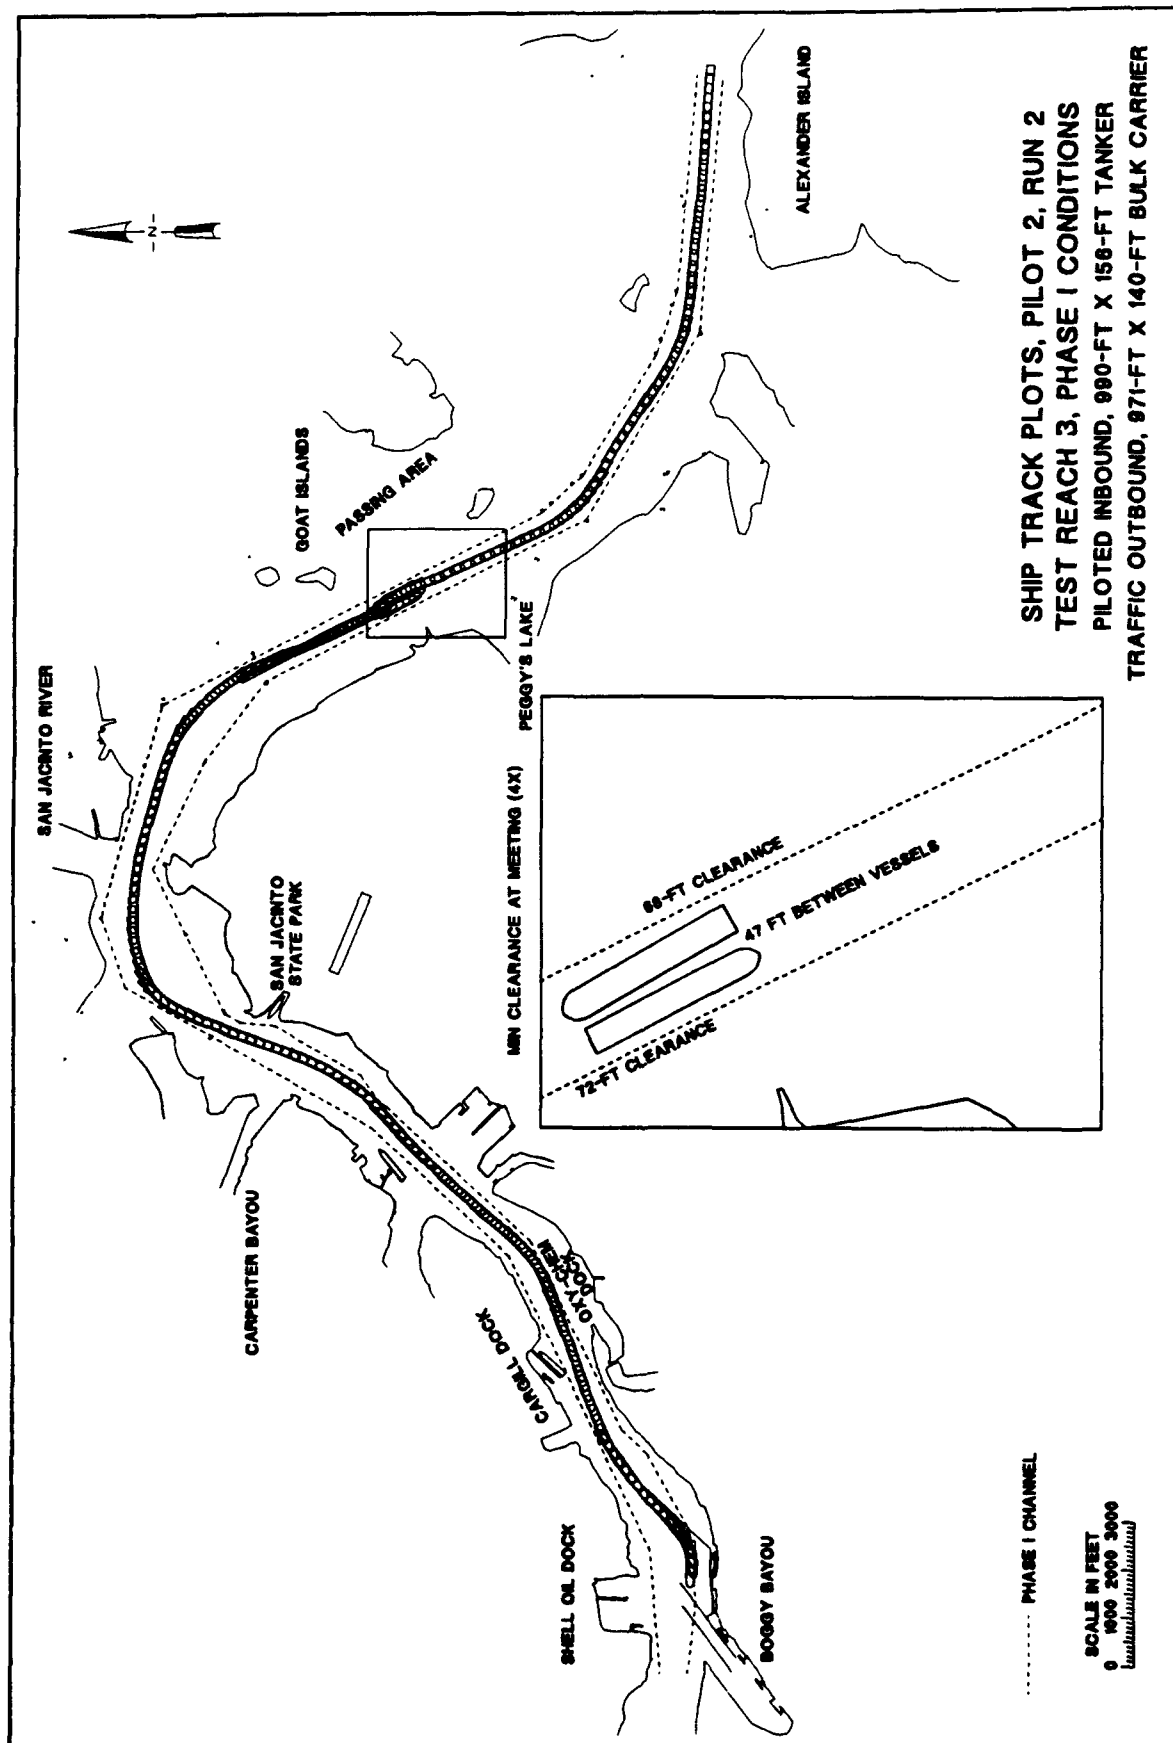 SAN JACINTO RIVER
GOAT ISLANDS
PASSING AREA
ALEXANDER ISLAND
N
CARPENTER BAYOU
SAN JACINTO
STATE PARK
PEGGY'S LAKE
CARGILL DOCK
OXY-CHEM
DOCK
SHELL OIL DOCK
BOGGY BAYOU
MIN CLEARANCE AT MEETING (4X)
CLEARANCE
47 FT BETWEEN VESSELS
72-FT CLEARANCE
PHASE I CHANNEL
SCALE IN FEET
0 1000 2000 3000
SHIP TRACK PLOTS, PILOT 2, RUN 2
TEST REACH 3, PHASE I CONDITIONS
PILOTED INBOUND, 990-FT X 156-FT TANKER
TRAFFIC OUTBOUND, 971-FT X 140-FT BULK CARRIER